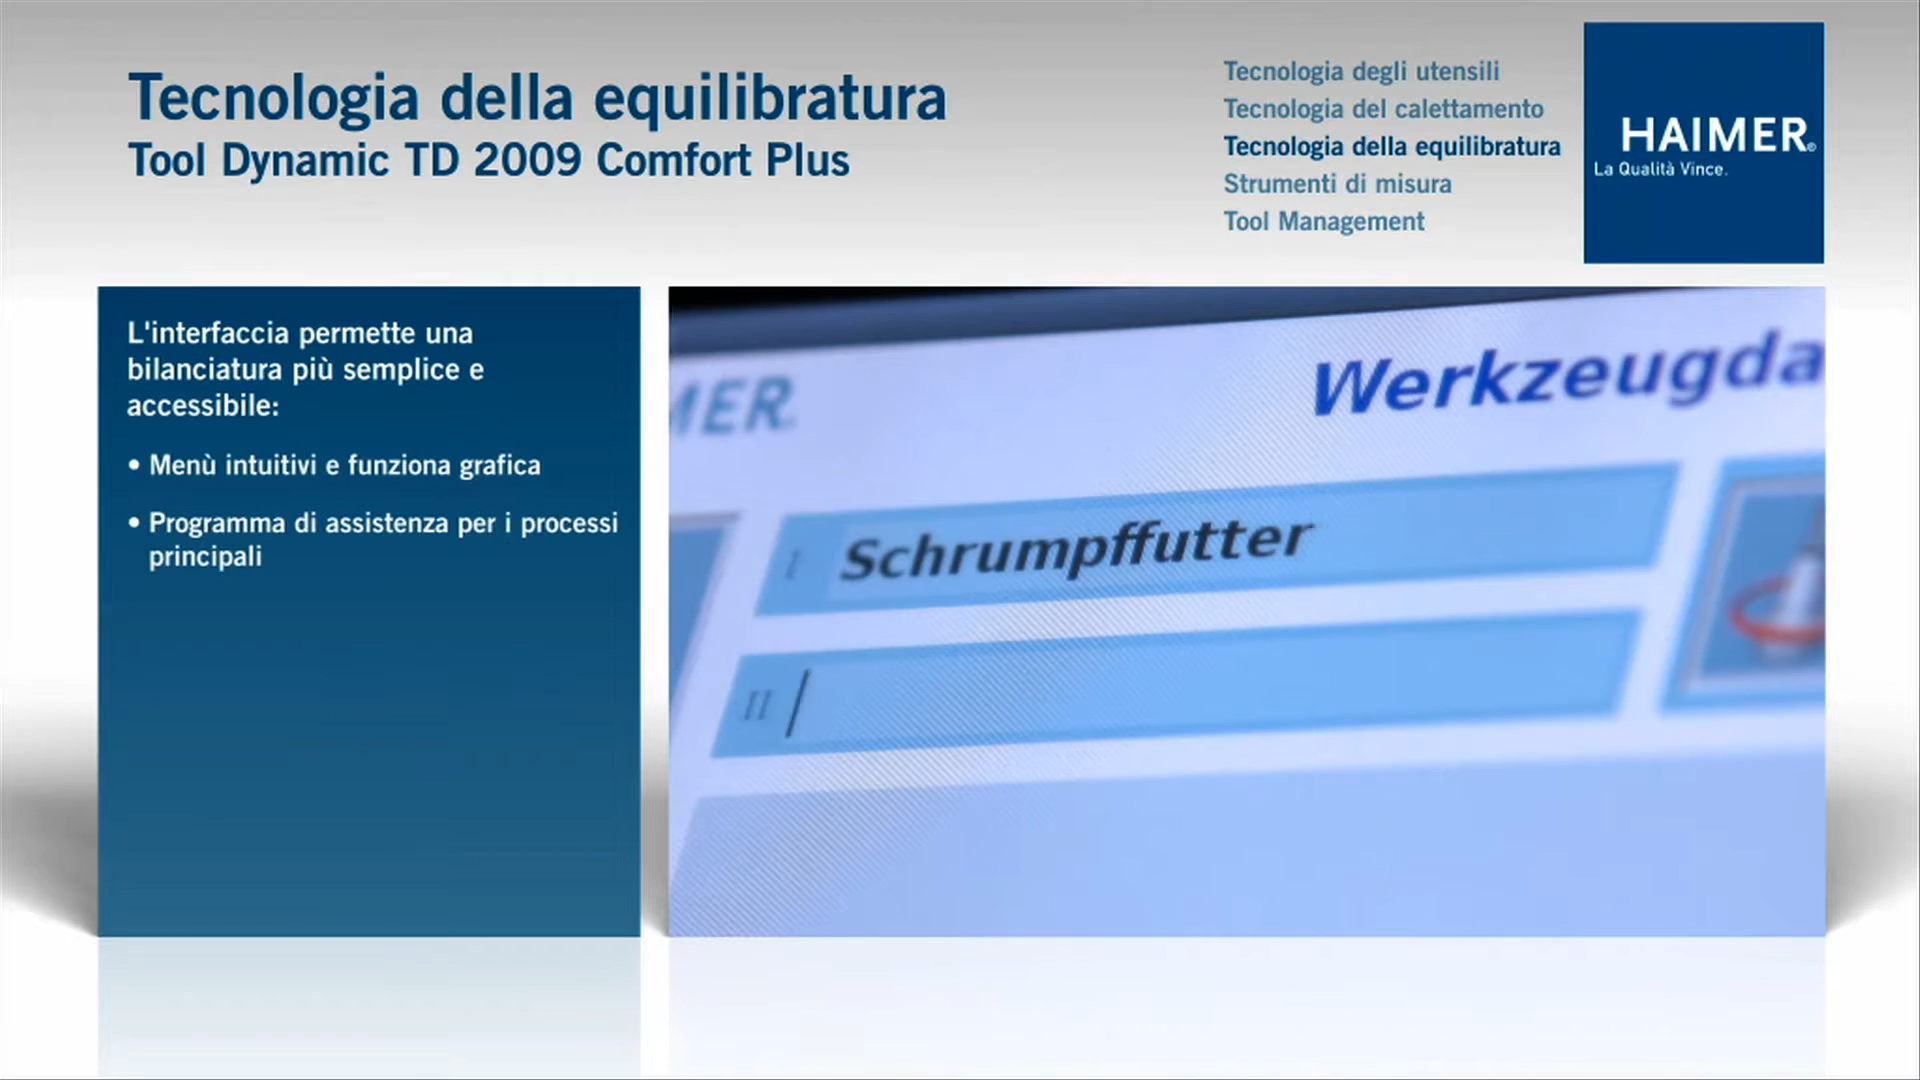 Tecnologia della equilibratura
Tool Dynamic TD 2009 Comfort Plus
Tecnologia degli utensili
Tecnologia del calettamento
Tecnologia della equilibratura
Strumenti di misura
Tool Management
HAIMER®
La Qualità Vince.
L'interfaccia permette una
bilanciatura più semplice e
accessibile:
• Menù intuitivi e funziona grafica
• Programma di assistenza per i processi
principali
MER
Werkzeugda
I Schrumpffutter
II